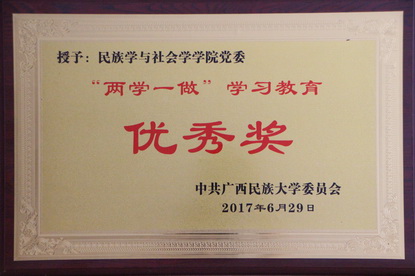 授予：民族学与社会学学院党委
“两学一做”学习教育
优秀奖
中共广西民族大学委员会
2017年6月29日